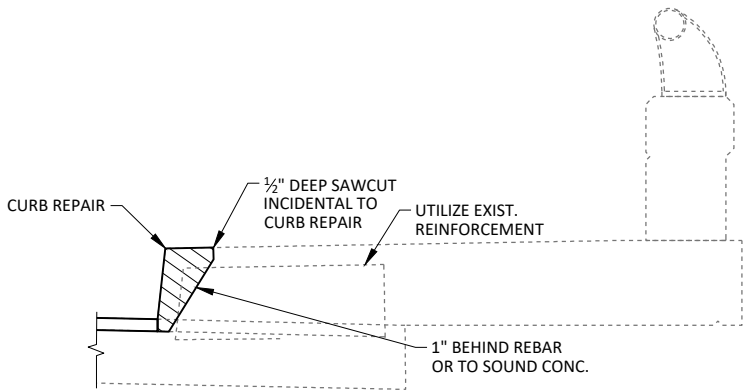 CURB REPAIR
½" DEEP SAWCUT
INCIDENTAL TO
CURB REPAIR
UTILIZE EXIST.
REINFORCEMENT
1" BEHIND REBAR
OR TO SOUND CONC.